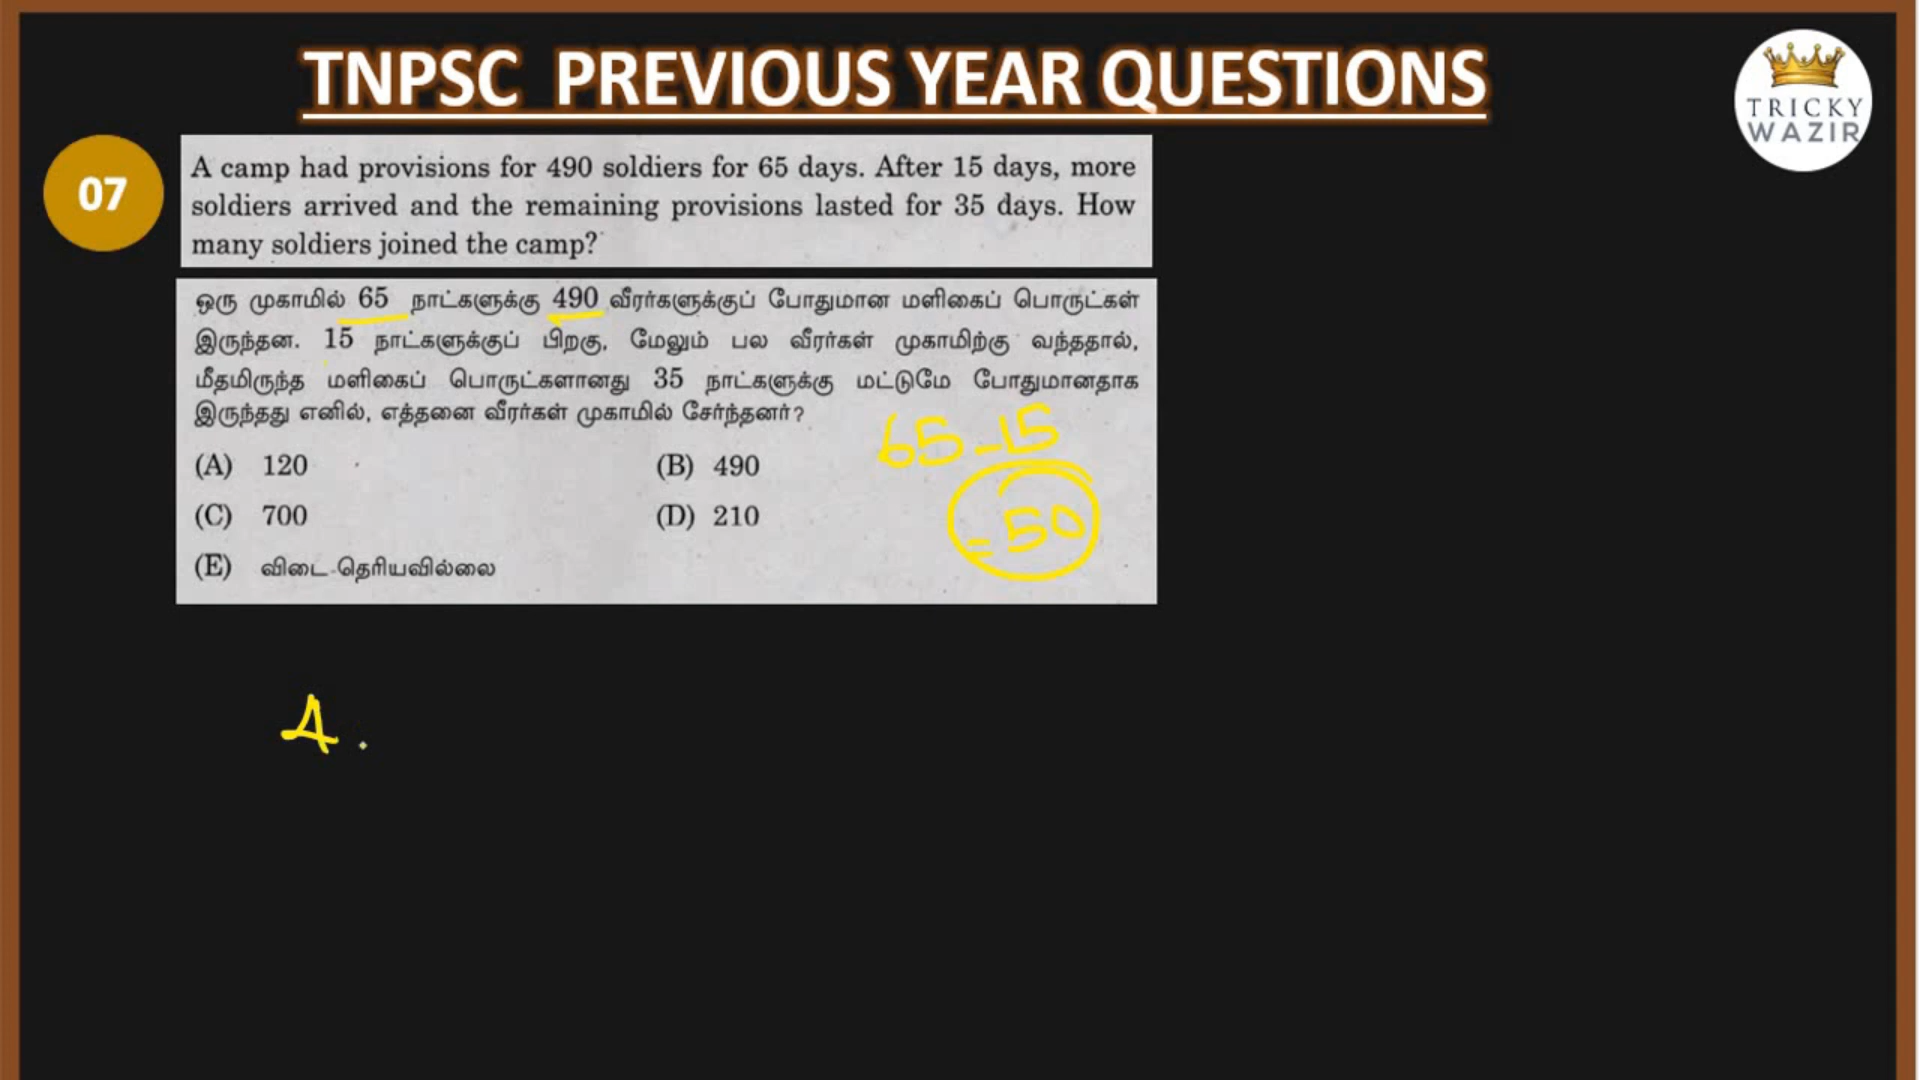 TNPSC PREVIOUS YEAR QUESTIONS
TRICKY
WAZIR
07
A camp had provisions for 490 soldiers for 65 days. After 15 days, more
soldiers arrived and the remaining provisions lasted for 35 days. How
many soldiers joined the camp?
ஒரு முகாமில் 65 நாட்களுக்கு 490 வீரர்களுக்குப் போதுமான மளிகைப் பொருட்கள்
இருந்தன. 15 நாட்களுக்குப் பிறகு, மேலும் பல வீரர்கள் முகாமிற்கு வந்ததால்,
மீதமிருந்த மளிகைப் பொருட்களானது 35 நாட்களுக்கு மட்டுமே போதுமானதாக
இருந்தது எனில், எத்தனை வீரர்கள் முகாமில் சேர்ந்தனர்?
65-15
(A) 120 (B) 490
(C) 700 (D) 210
= 50
(E) விடை தெரியவில்லை